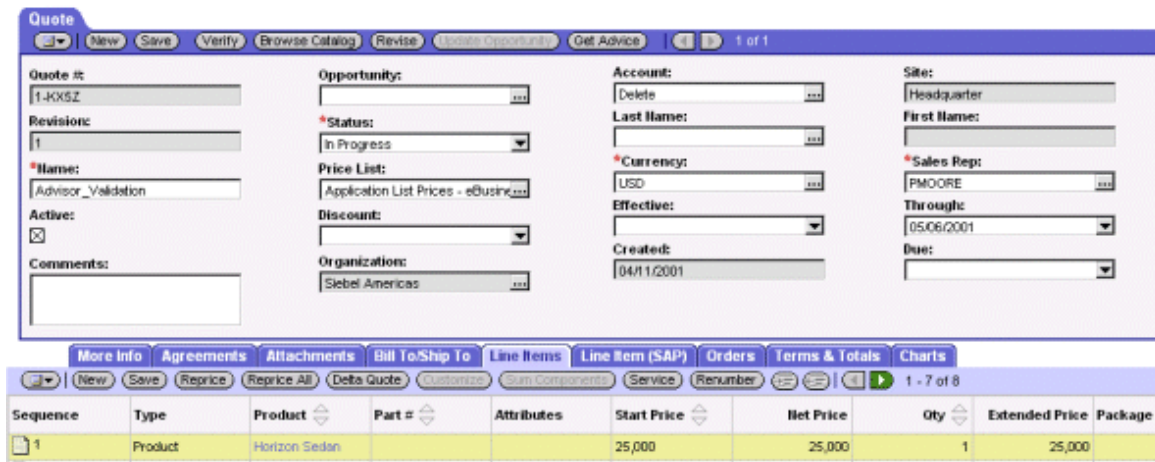 Quote
New Save Verify Browse Catalog Revise Update Opportunity Get Advice 1 of 1
Quote #: Opportunity: Account: Site:
1-KX5Z Delete Headquarter
Revision: *Status: Last Name: First Name:
1 In Progress
*Name: Price List: *Currency: *Sales Rep:
Advisor_Validation Application List Prices - eBusine USD PMOORE
Active: Discount: Effective: Through:
05/06/2001
Comments: Organization: Created: Due:
Siebel Americas 04/11/2001
More Info Agreements Attachments Bill To/Ship To Line Items Line Item (SAP) Orders Terms & Totals Charts
New Save Reprice Reprice All Delta Quote Customize Sum Components Service Renumber 1 - 7 of 8
Sequence Type Product Part # Attributes Start Price Net Price Qty Extended Price Package
1 Product Horizon Sedan 25,000 25,000 1 25,000